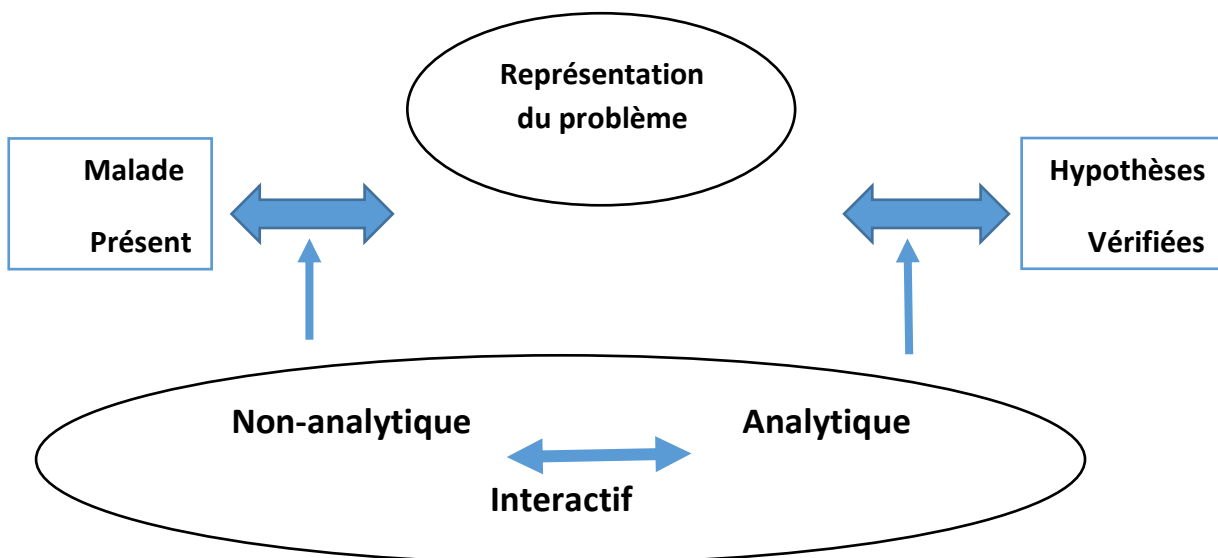 Représentation
du problème
Malade
Présent
Hypothèses
Vérifiées
Non-analytique
Analytique
Interactif